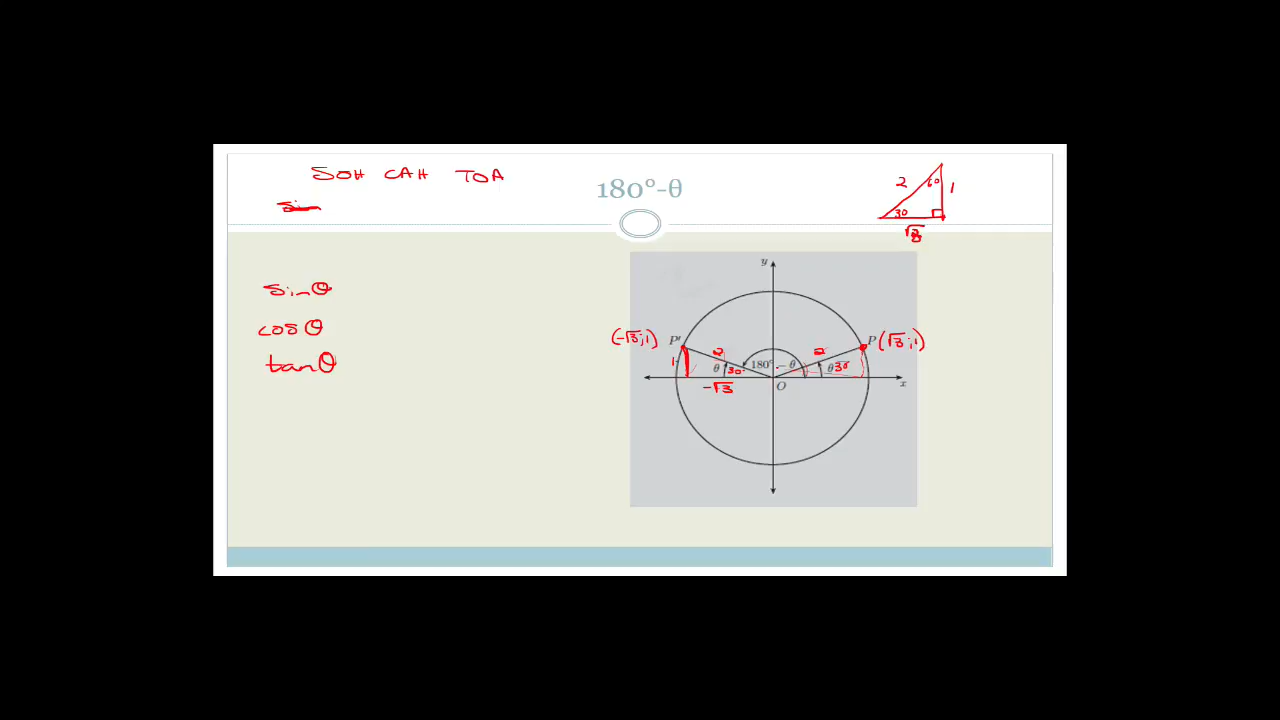 SOH CAH TOA
180°-θ
sin
2
60
1
30
√3
sinθ
cosθ
tanθ
y
(-√3;1)
P'
P
(√3;1)
2
2
1
θ
30°
180° - θ
θ
30
-√3
O
x